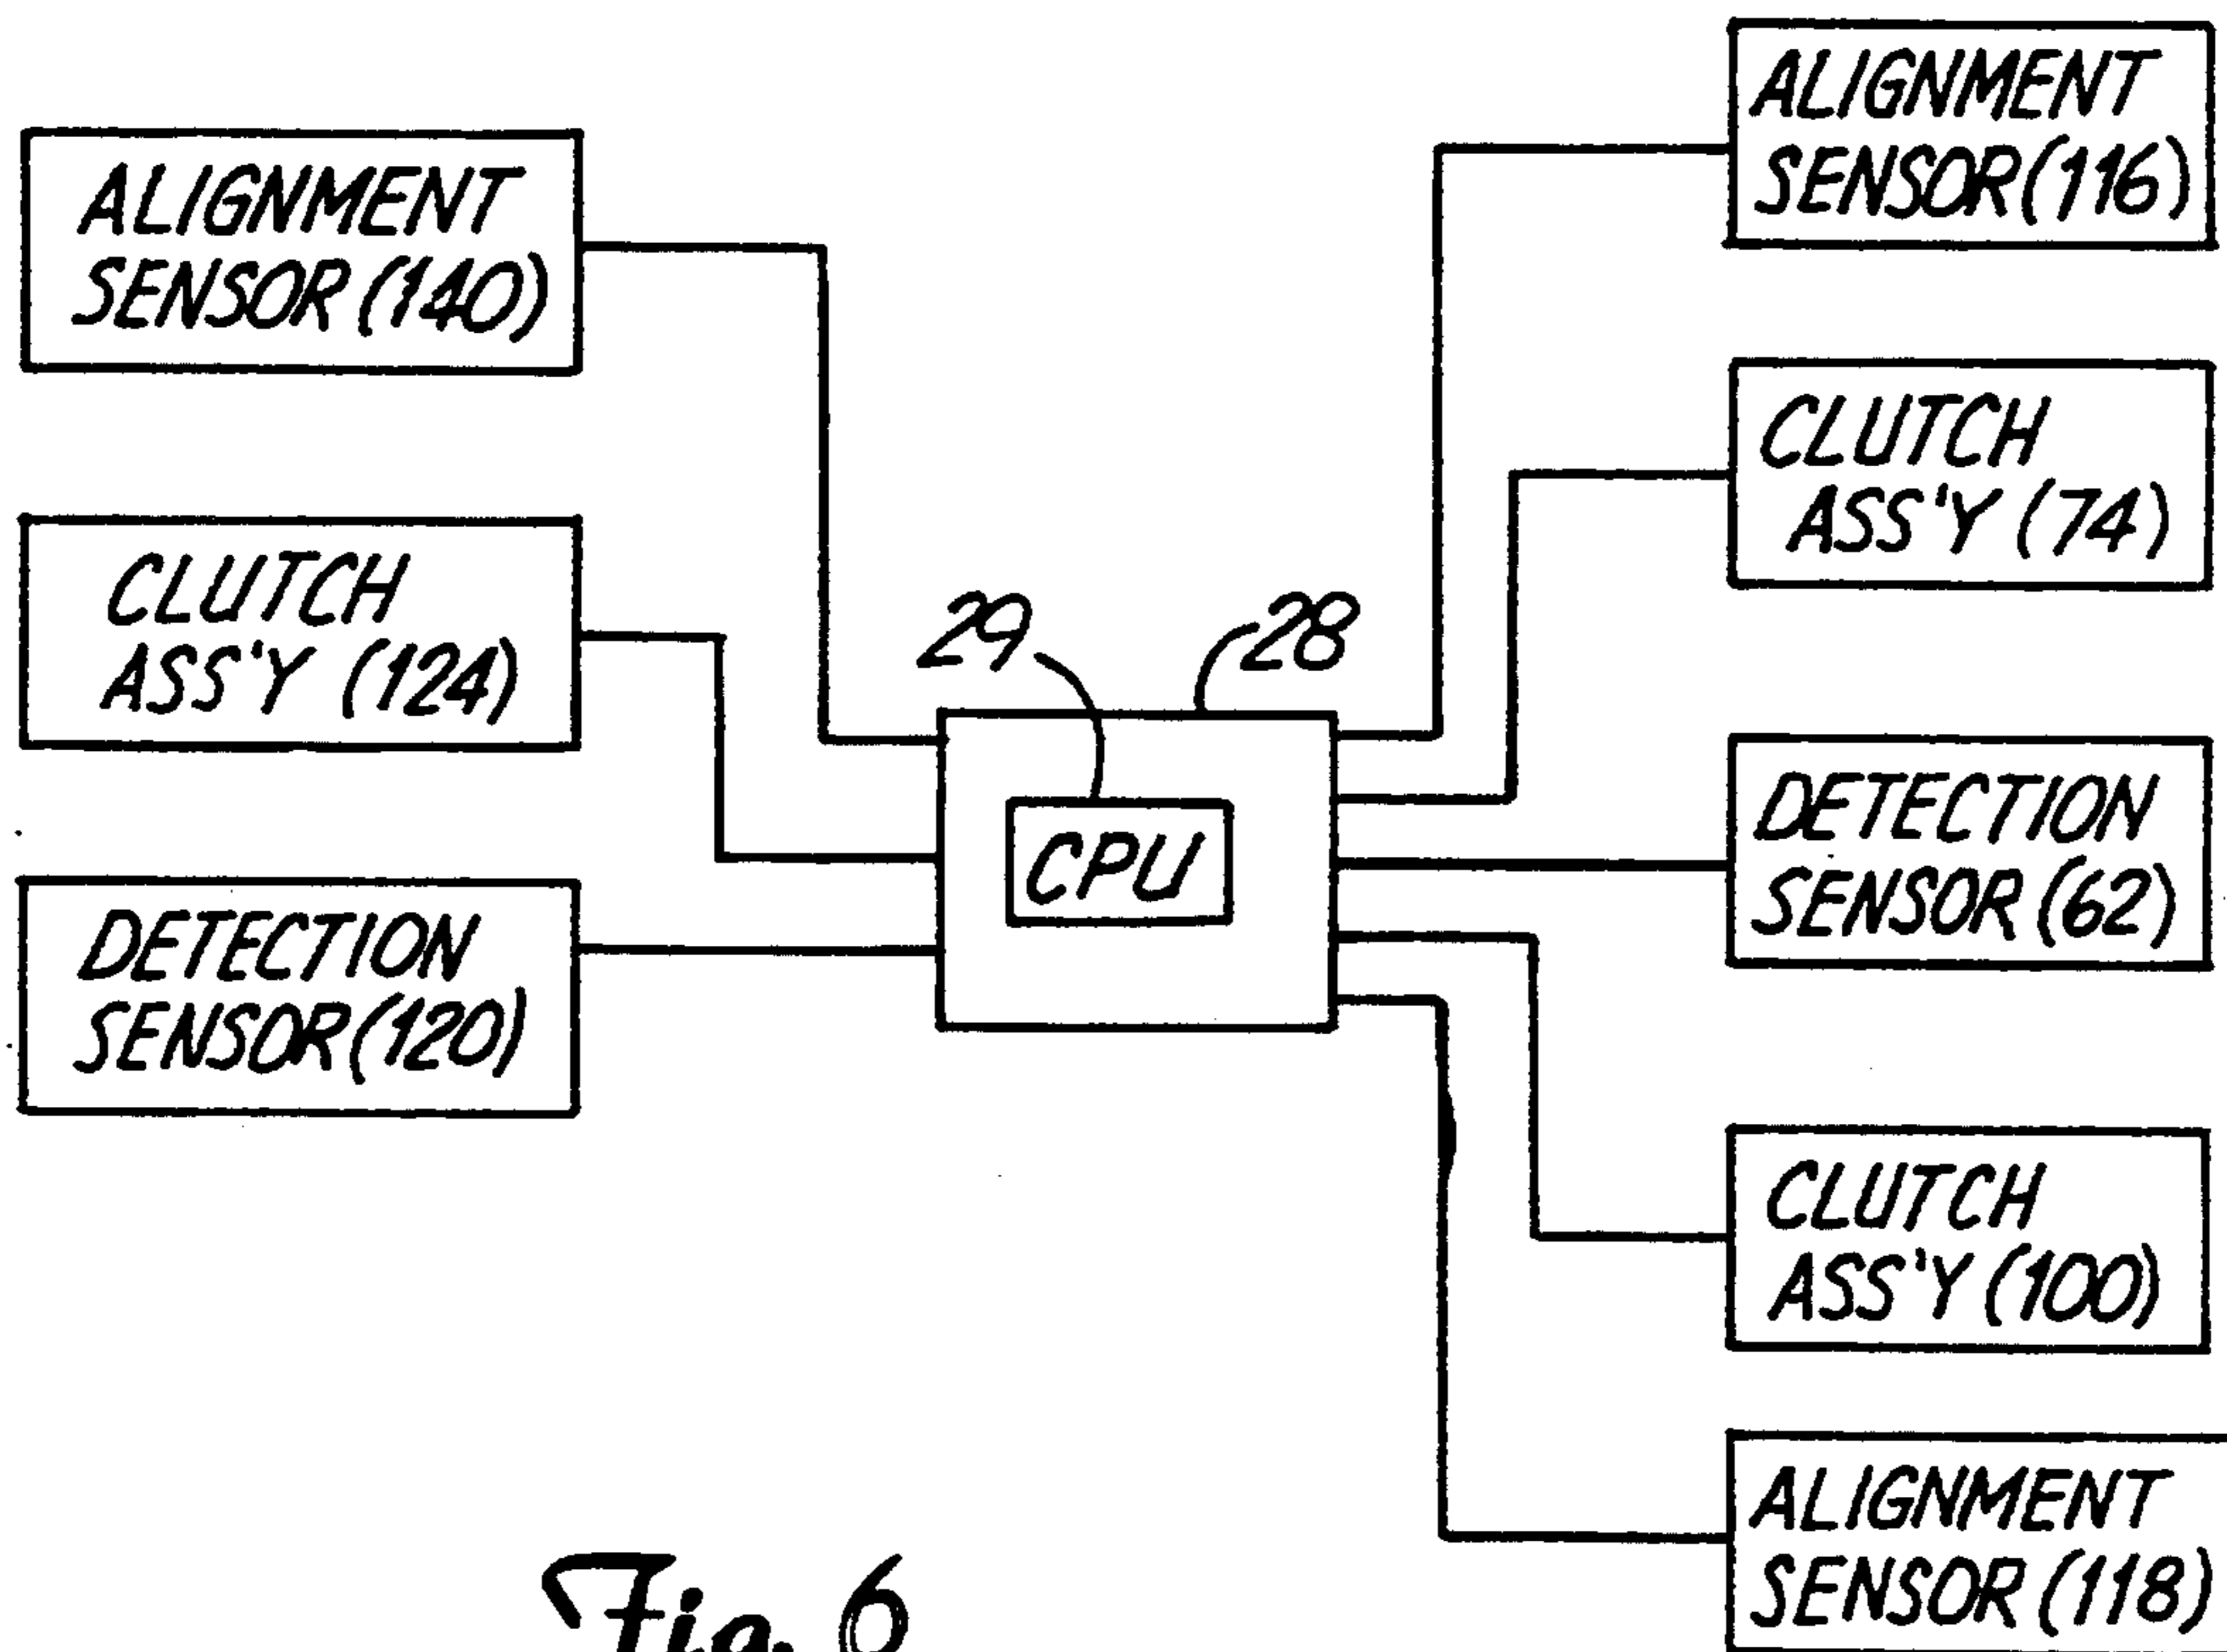 ALIGNMENT
SENSOR (140)
CLUTCH
ASS'Y (124)
DETECTION
SENSOR (120)
29
28
CPU
ALIGNMENT
SENSOR (116)
CLUTCH
ASS'Y (74)
DETECTION
SENSOR (62)
CLUTCH
ASS'Y (100)
ALIGNMENT
SENSOR (118)
Fig. 6